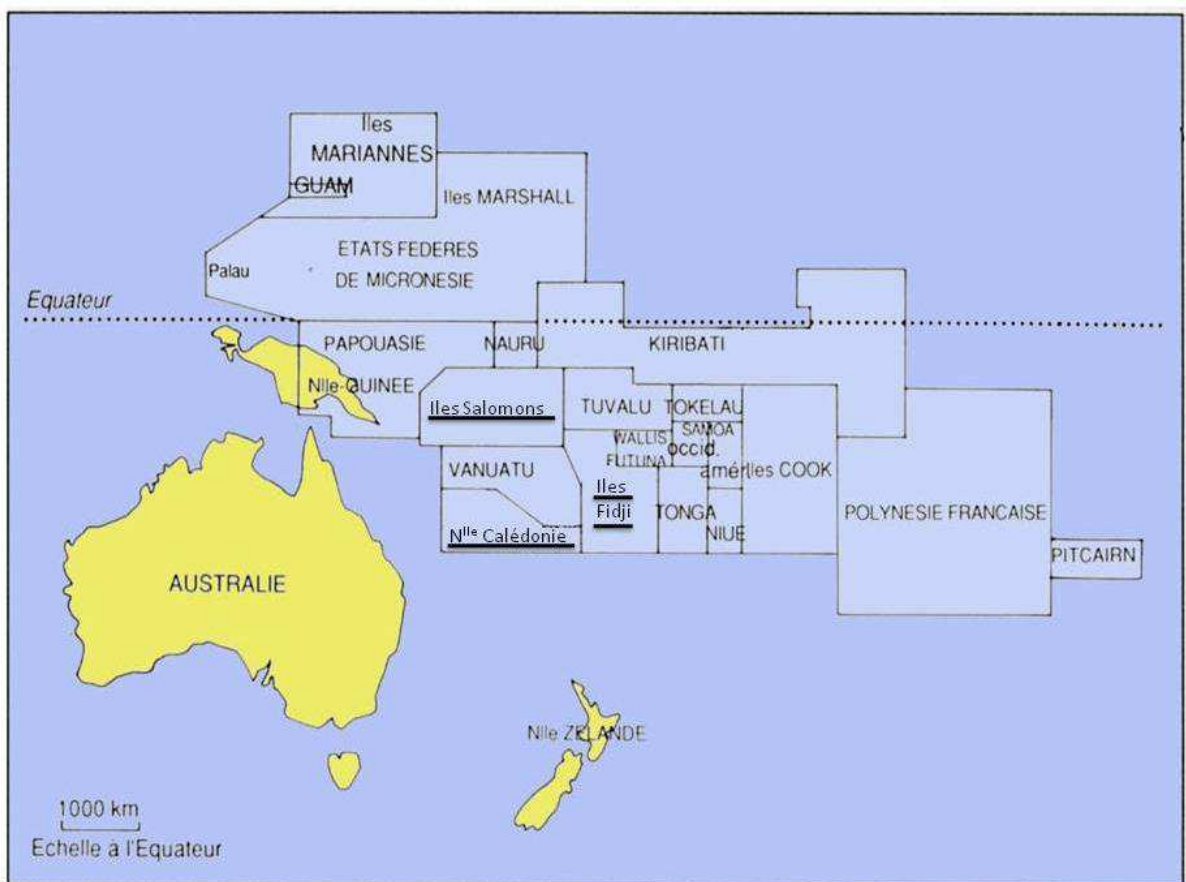 Iles
MARIANNES
GUAM
Iles MARSHALL
ETATS FEDERES
DE MICRONESIE
Palau
Equateur
PAPOUASIE
NAURU
KIRIBATI
Nlle-GUINEE
Iles Salomons
TUVALU
TOKELAU
WALLIS
FUTUNA
SAMOA
occid.
amér
Iles COOK
VANUATU
Iles
Fidji
TONGA
NIUE
POLYNESIE FRANCAISE
Nlle Calédonie
PITCAIRN
AUSTRALIE
Nlle ZELANDE
1000 km
Echelle à l'Equateur